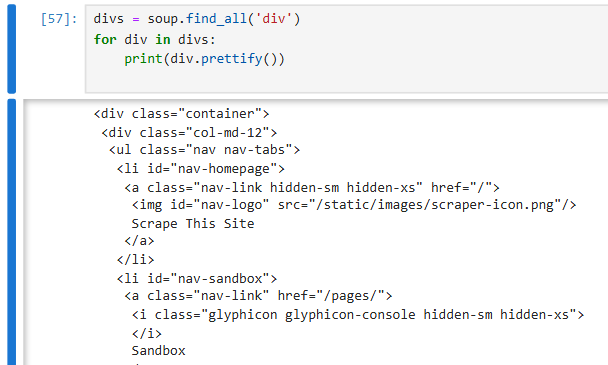 [57]: divs = soup.find_all('div')
for div in divs:
    print(div.prettify())
<div class="container">
 <div class="col-md-12">
  <ul class="nav nav-tabs">
   <li id="nav-homepage">
    <a class="nav-link hidden-sm hidden-xs" href="/">
     <img id="nav-logo" src="/static/images/scraper-icon.png"/>
     Scrape This Site
    </a>
   </li>
   <li id="nav-sandbox">
    <a class="nav-link" href="/pages/">
     <i class="glyphicon glyphicon-console hidden-sm hidden-xs">
     </i>
     Sandbox